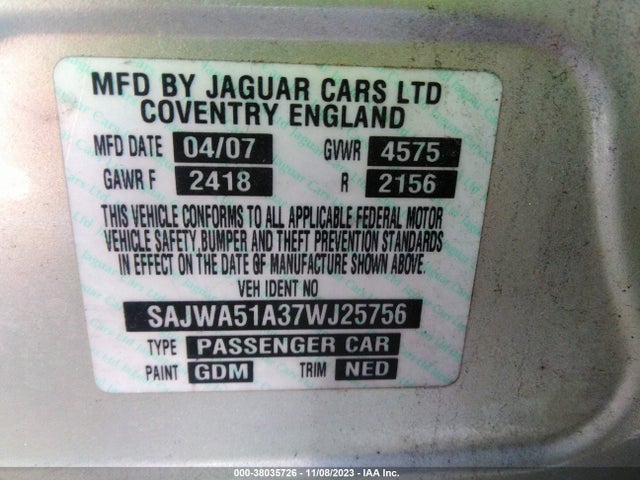 MFD BY JAGUAR CARS LTD
COVENTRY ENGLAND
MFD DATE 04/07 GVWR 4575
GAWR F 2418 R 2156
THIS VEHICLE CONFORMS TO ALL APPLICABLE FEDERAL MOTOR
VEHICLE SAFETY,BUMPER AND THEFT PREVENTION STANDARDS
IN EFFECT ON THE DATE OF MANUFACTURE SHOWN ABOVE.
VEH IDENT NO
SAJWA51A37WJ25756
TYPE PASSENGER CAR
PAINT GDM TRIM NED
000-38035726 - 11/08/2023 - IAA Inc.